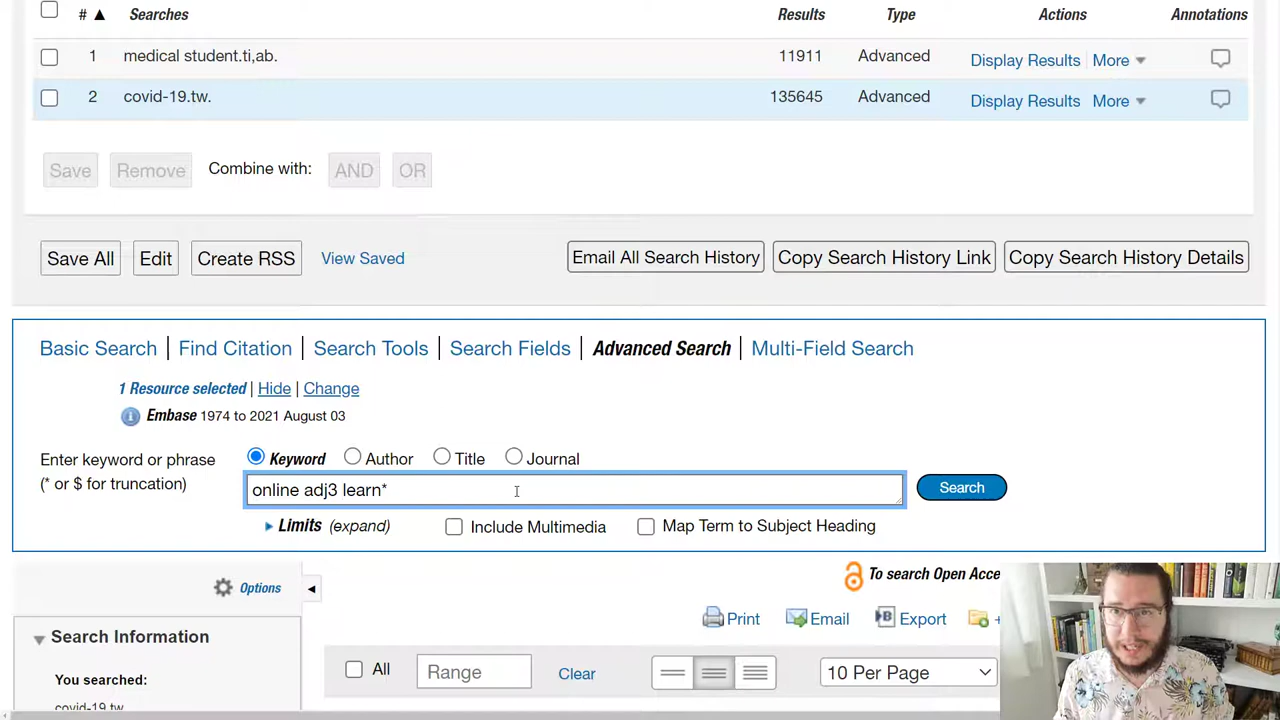 # ▲ Searches Results Type Actions Annotations
1 medical student.ti,ab. 11911 Advanced Display Results More
2 covid-19.tw. 135645 Advanced Display Results More
Save Remove Combine with: AND OR
Save All Edit Create RSS View Saved Email All Search History Copy Search History Link Copy Search History Details
Basic Search | Find Citation | Search Tools | Search Fields | Advanced Search | Multi-Field Search
1 Resource selected | Hide | Change
i Embase 1974 to 2021 August 03
Enter keyword or phrase
(* or $ for truncation)
Keyword Author Title Journal
online adj3 learn*
Search
Limits (expand) Include Multimedia Map Term to Subject Heading
Options
To search Open Acce
Print Email Export +
Search Information
You searched:
covid-19.tw
All Range Clear 10 Per Page